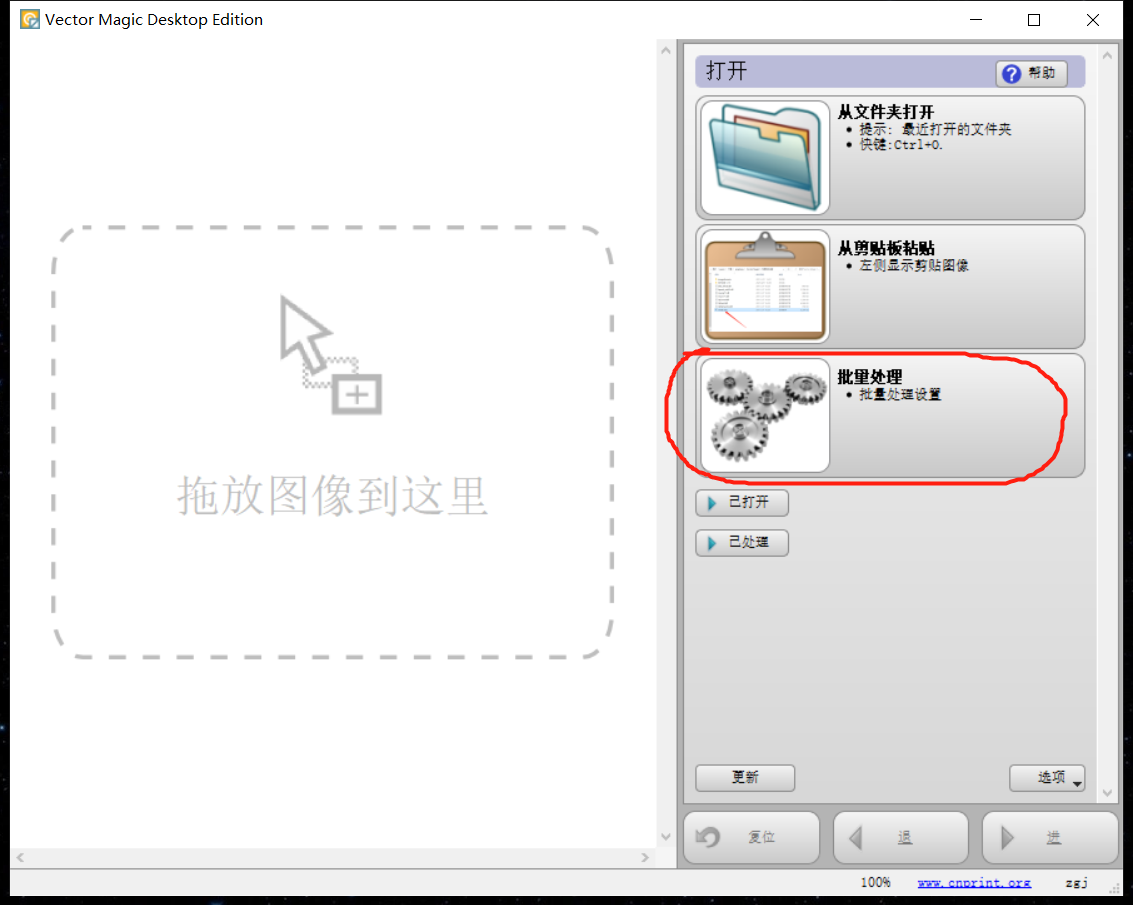 Vector Magic Desktop Edition
打开
帮助
从文件夹打开
提示: 最近打开的文件夹
快键:Ctrl+O.
从剪贴板粘贴
左侧显示剪贴图像
批里处理
批量处理设置
拖放图像到这里
已打开
已处理
更新
选项
复位
退
进
100%
www.cnprint.org
zgj